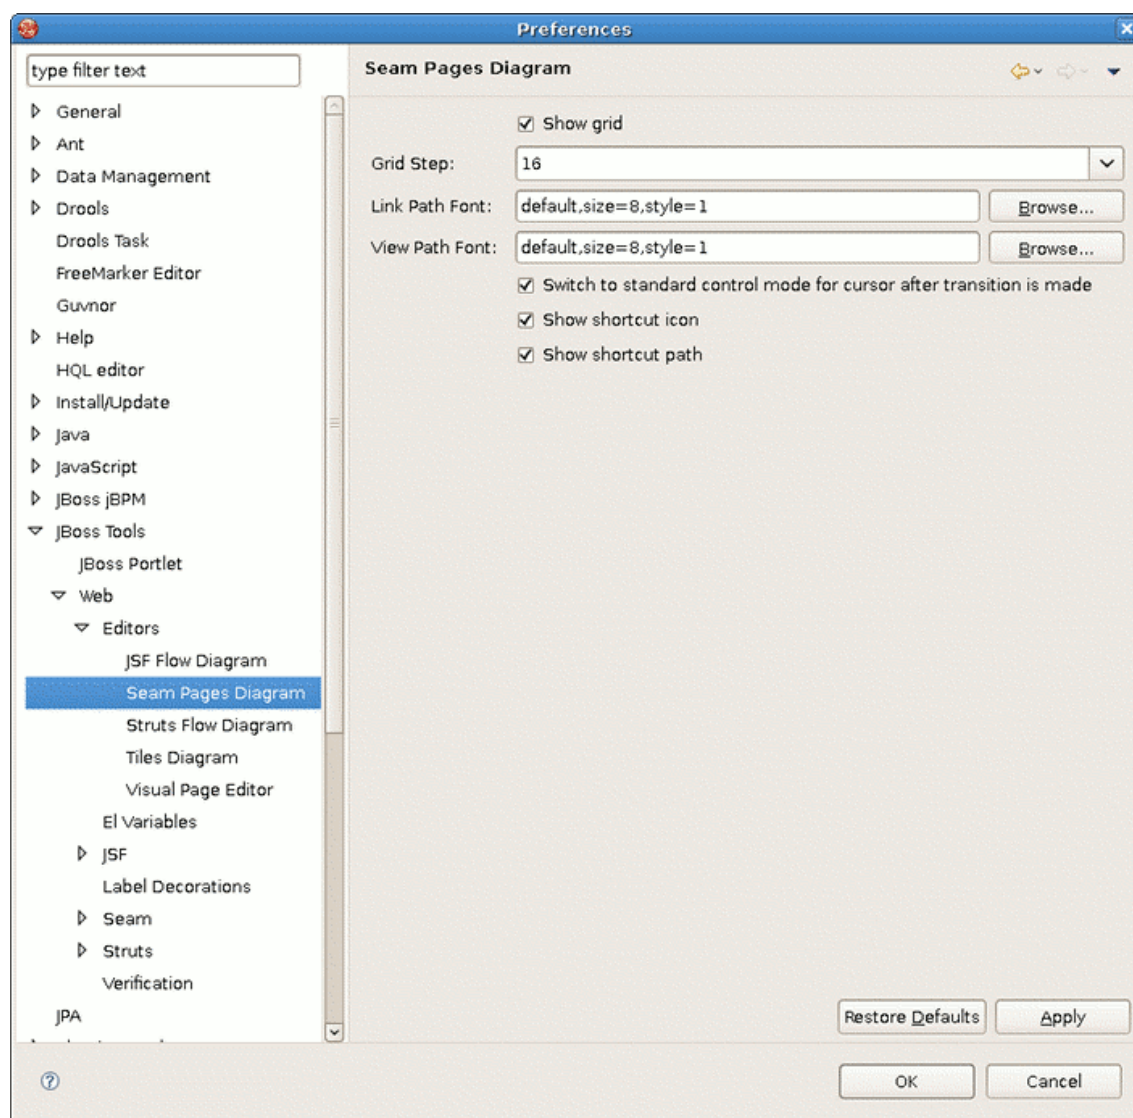 Preferences
type filter text
Seam Pages Diagram
General
Ant
Data Management
Drools
Drools Task
FreeMarker Editor
Guvnor
Help
HQL editor
Install/Update
Java
JavaScript
JBoss jBPM
JBoss Tools
JBoss Portlet
Web
Editors
JSF Flow Diagram
Seam Pages Diagram
Struts Flow Diagram
Tiles Diagram
Visual Page Editor
El Variables
JSF
Label Decorations
Seam
Struts
Verification
JPA
Show grid
Grid Step: 16
Link Path Font: default,size=8,style=1 Browse...
View Path Font: default,size=8,style=1 Browse...
Switch to standard control mode for cursor after transition is made
Show shortcut icon
Show shortcut path
Restore Defaults Apply
? OK Cancel